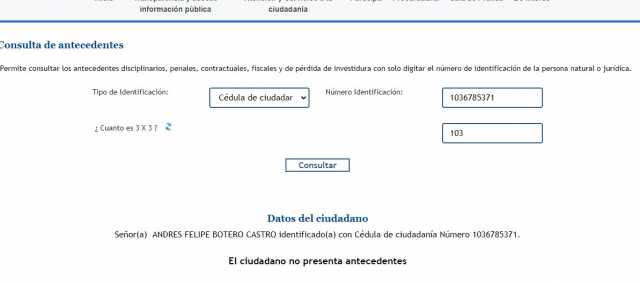 información pública
ciudadanía
Consulta de antecedentes
Permite consultar los antecedentes disciplinarios, penales, contractuales, fiscales y de pérdida de investidura con solo digitar el número de identificación de la persona natural o jurídica.
Tipo de Identificación: Cédula de ciudadar Número Identificación: 1036785371
¿ Cuanto es 3 X 3 ? 103
Consultar
Datos del ciudadano
Señor(a) ANDRES FELIPE BOTERO CASTRO identificado(a) con Cédula de ciudadanía Número 1036785371.
El ciudadano no presenta antecedentes